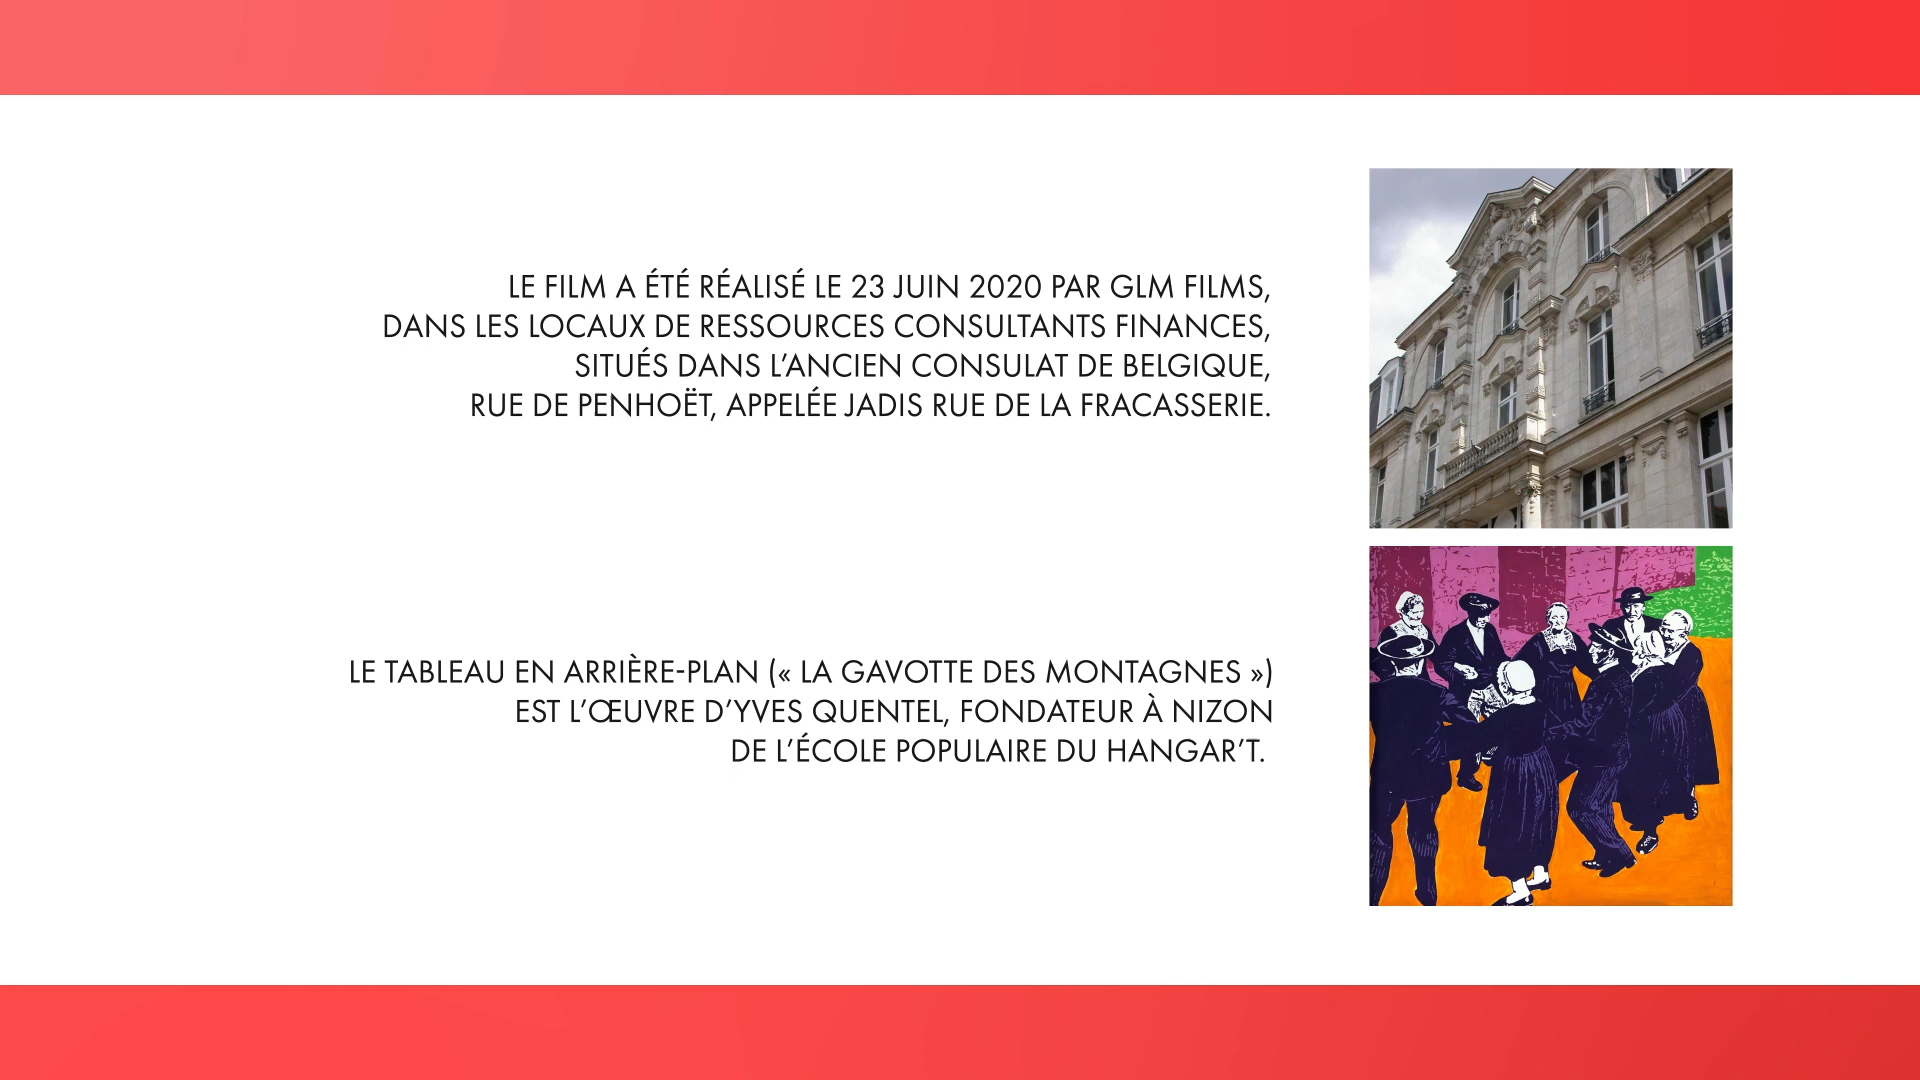 LE FILM A ÉTÉ RÉALISÉ LE 23 JUIN 2020 PAR GLM FILMS,
DANS LES LOCAUX DE RESSOURCES CONSULTANTS FINANCES,
SITUÉS DANS L’ANCIEN CONSULAT DE BELGIQUE,
RUE DE PENHOËT, APPELÉE JADIS RUE DE LA FRACASSERIE.
LE TABLEAU EN ARRIÈRE-PLAN (« LA GAVOTTE DES MONTAGNES »)
EST L’ŒUVRE D’YVES QUENTEL, FONDATEUR À NIZON
DE L’ÉCOLE POPULAIRE DU HANGAR’T.